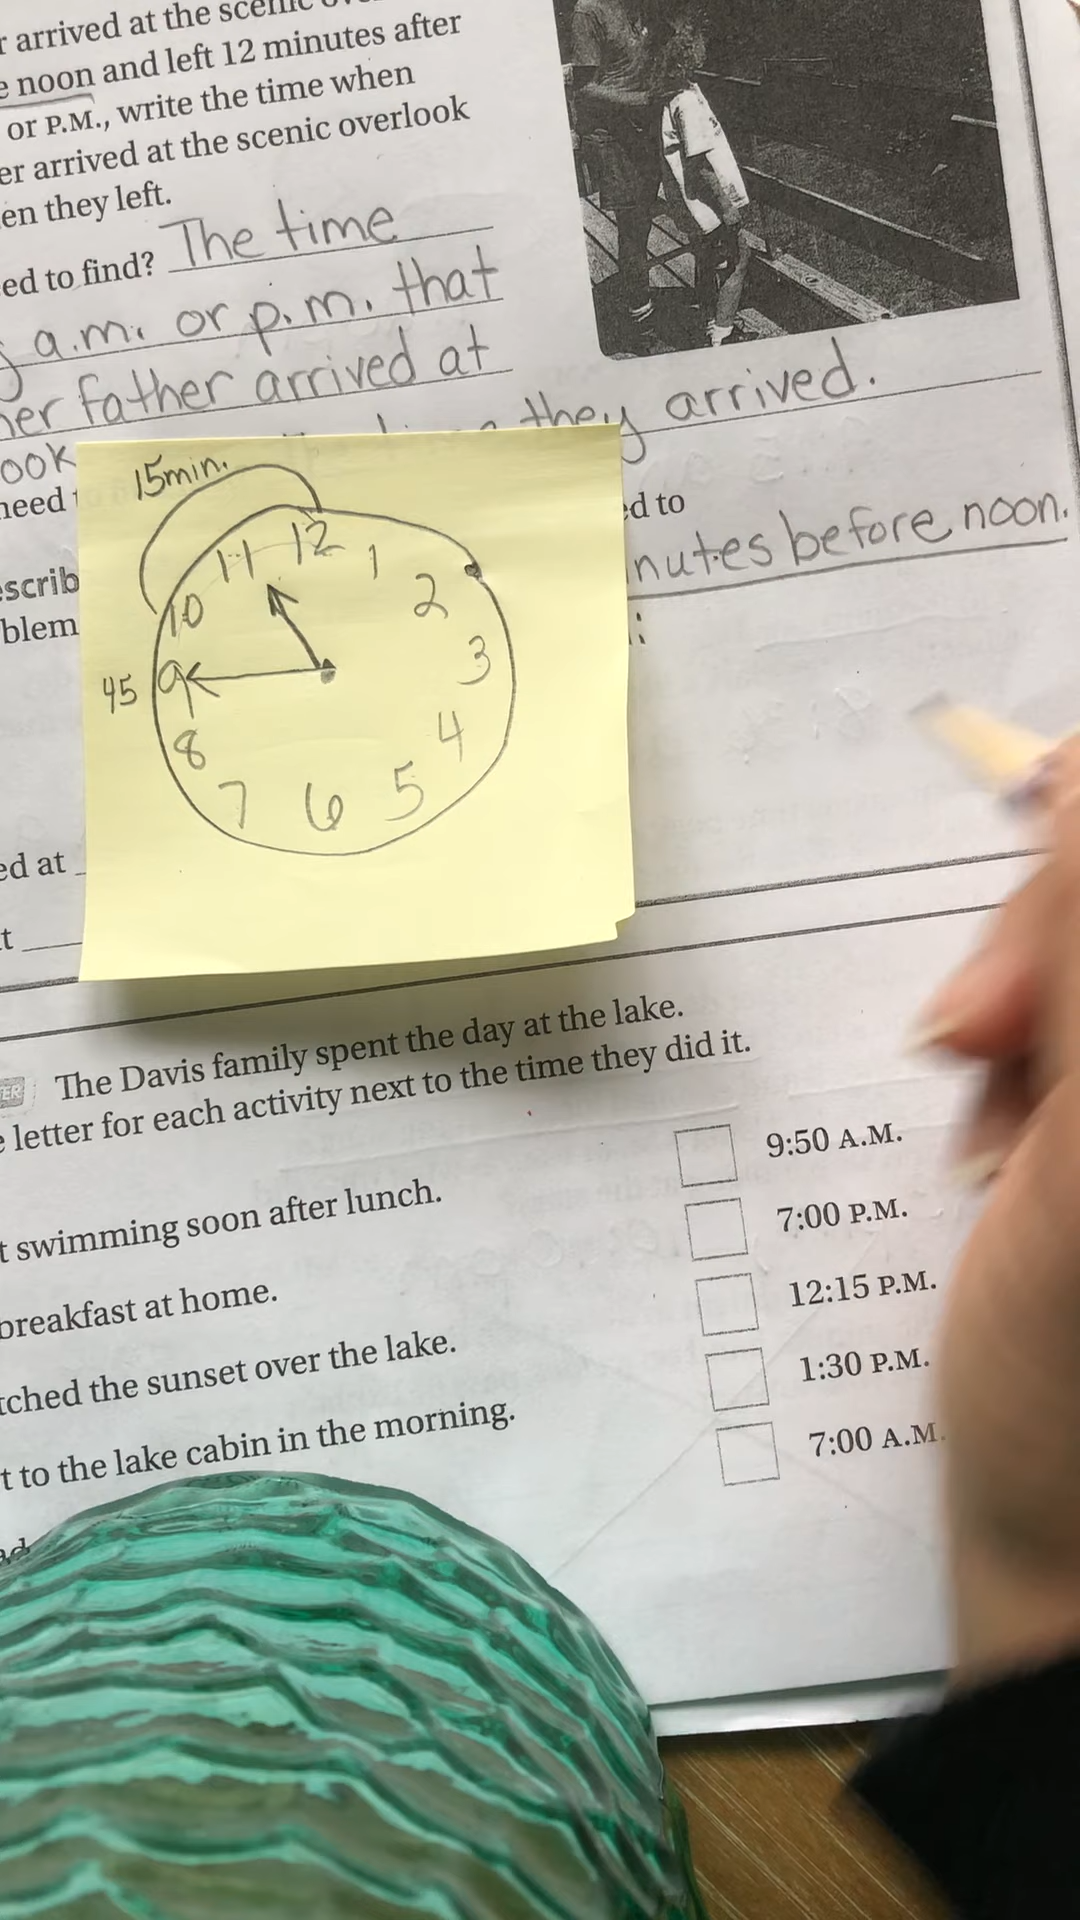 r arrived at the scenic
e noon and left 12 minutes after
or P.M., write the time when
er arrived at the scenic overlook
en they left.
ed to find? The time
a.m. or p.m. that
her father arrived at
they arrived.
ook
15min.
need
ed to
nutes before noon.
escrib
blem
12
11
1
10
2
45
9
3
8
4
7
6
5
ed at
t
ER The Davis family spent the day at the lake.
e letter for each activity next to the time they did it.
9:50 A.M.
t swimming soon after lunch.
7:00 P.M.
breakfast at home.
12:15 P.M.
tched the sunset over the lake.
1:30 P.M.
t to the lake cabin in the morning.
7:00 A.M.